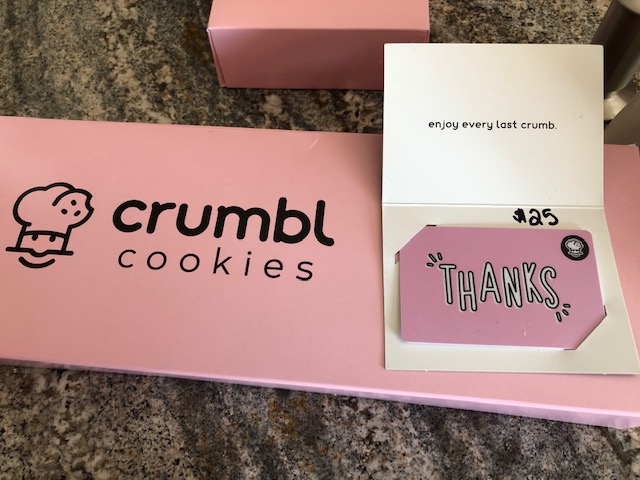 crumbl
cookies
enjoy every last crumb.
$25
THANKS